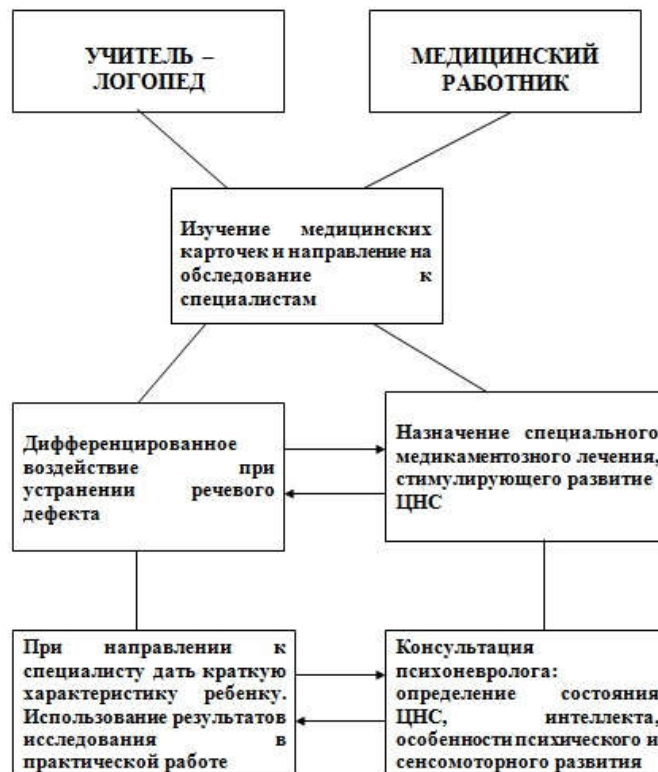 УЧИТЕЛЬ –
ЛОГОПЕД
МЕДИЦИНСКИЙ
РАБОТНИК
Изучение медицинских
карточек и направление на
обследование к
специалистам
Дифференцированное
воздействие при
устранении речевого
дефекта
Назначение специального
медикаментозного лечения,
стимулирующего развитие
ЦНС
При направлении к
специалисту дать краткую
характеристику ребенку.
Использование результатов
исследования в
практической работе
Консультация
психоневролога:
определение состояния
ЦНС, интеллекта,
особенности психического и
сенсомоторного развития